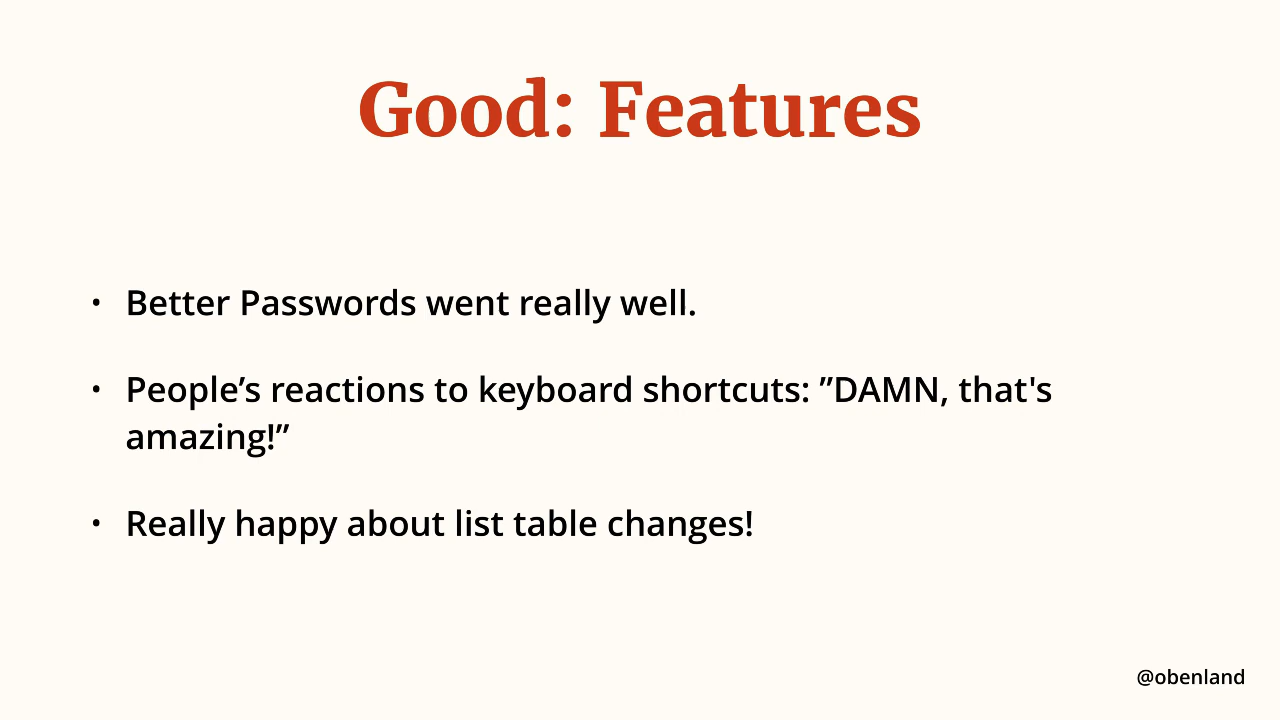 Good: Features
• Better Passwords went really well.
• People’s reactions to keyboard shortcuts: ”DAMN, that's
amazing!”
• Really happy about list table changes!
@obenland